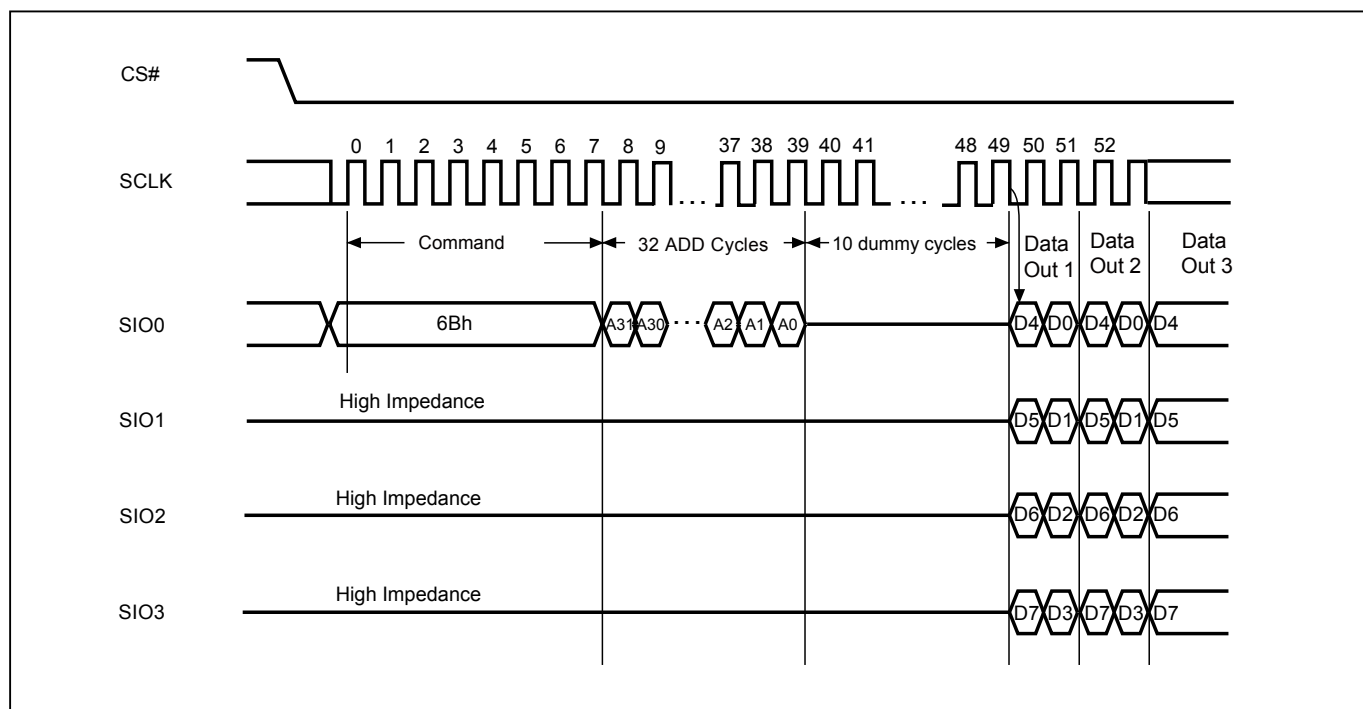 CS#
0 1 2 3 4 5 6 7 8 9 37 38 39 40 41 48 49 50 51 52
SCLK
Command 32 ADD Cycles 10 dummy cycles Data Out 1 Data Out 2 Data Out 3
SIO0 6Bh A31 A30 A2 A1 A0 D4 D0 D4 D0 D4
High Impedance
SIO1 D5 D1 D5 D1 D5
High Impedance
SIO2 D6 D2 D6 D2 D6
High Impedance
SIO3 D7 D3 D7 D3 D7